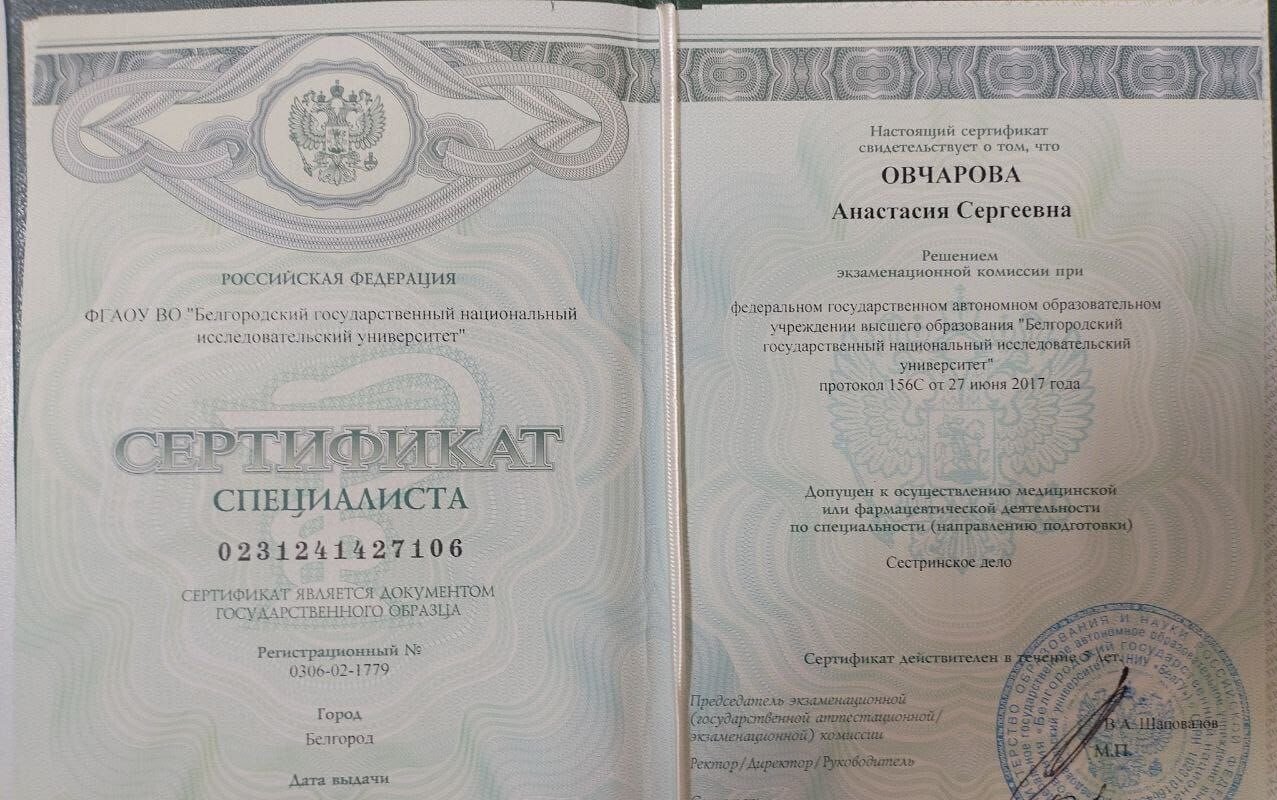 РОССИЙСКАЯ ФЕДЕРАЦИЯ
ФГАОУ ВО "Белгородский государственный национальный
исследовательский университет"
СЕРТИФИКАТ
СПЕЦИАЛИСТА
0231241427106
СЕРТИФИКАТ ЯВЛЯЕТСЯ ДОКУМЕНТОМ
ГОСУДАРСТВЕННОГО ОБРАЗЦА
Регистрационный №
0306-02-1779
Город
Белгород
Дата выдачи
Настоящий сертификат
свидетельствует о том, что
ОВЧАРОВА
Анастасия Сергеевна
Решением
экзаменационной комиссии при
федеральном государственном автономном образовательном
учреждении высшего образования "Белгородский
государственный национальный исследовательский
университет"
протокол 156С от 27 июня 2017 года
Допущен к осуществлению медицинской
или фармацевтической деятельности
по специальности (направлению подготовки)
Сестринское дело
Сертификат действителен в течение 5 лет.
Председатель экзаменационной
(государственной аттестационной/
экзаменационной) комиссии
В.А. Шаповалов
М.П.
Ректор/Директор/Руководитель